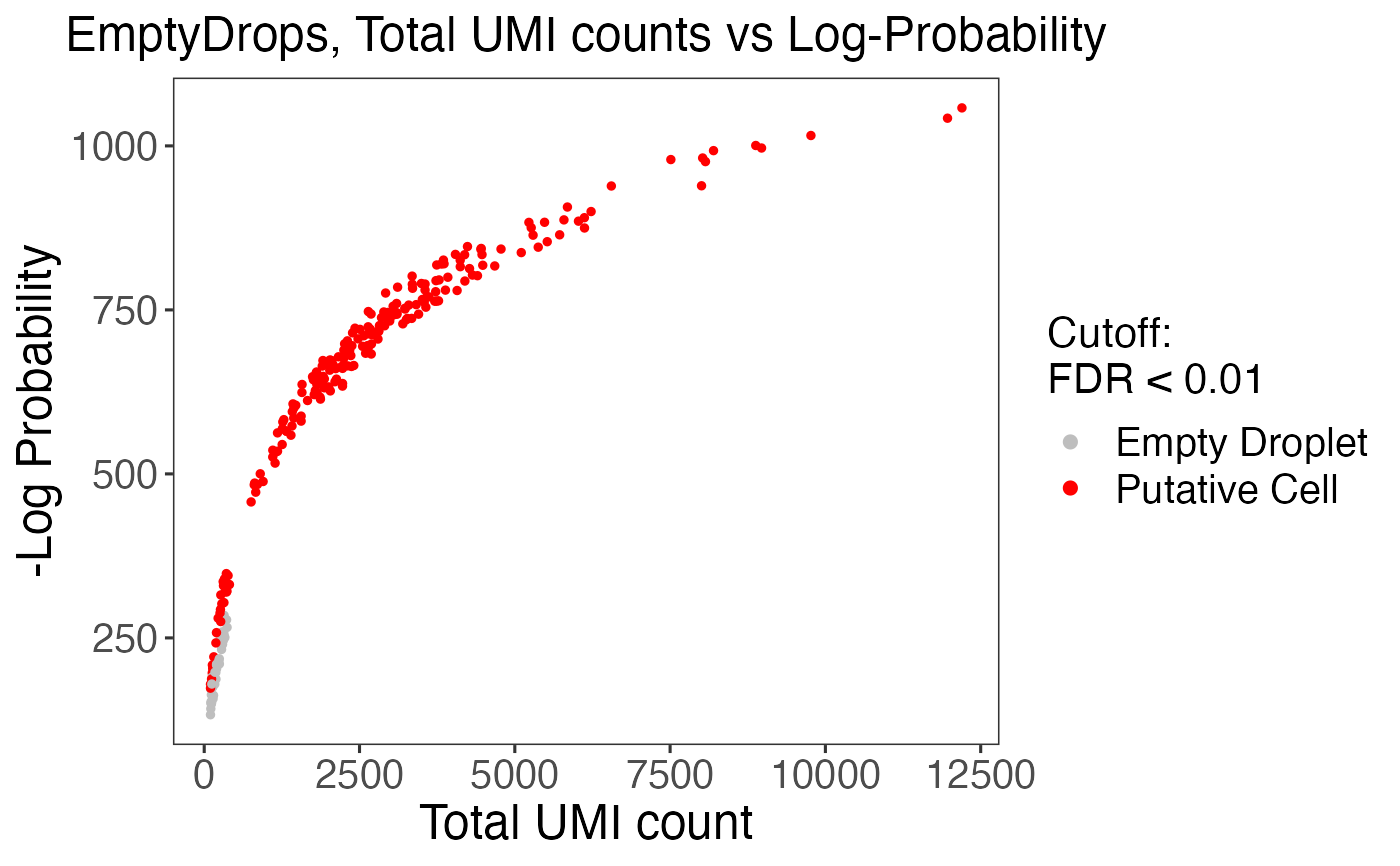 EmptyDrops, Total UMI counts vs Log-Probability
-Log Probability
1000
750
500
250
0 2500 5000 7500 10000 12500
Total UMI count
Cutoff:
FDR < 0.01
Empty Droplet
Putative Cell